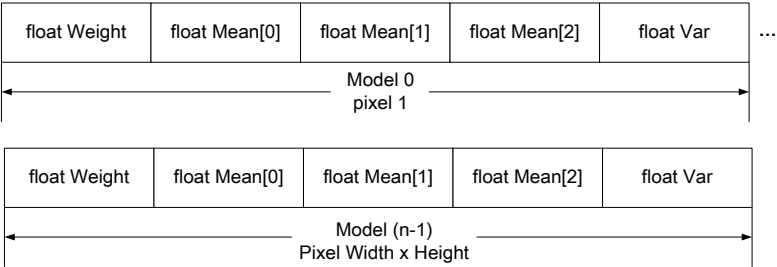 float Weight float Mean[0] float Mean[1] float Mean[2] float Var ...
Model 0
pixel 1
float Weight float Mean[0] float Mean[1] float Mean[2] float Var
Model (n-1)
Pixel Width x Height